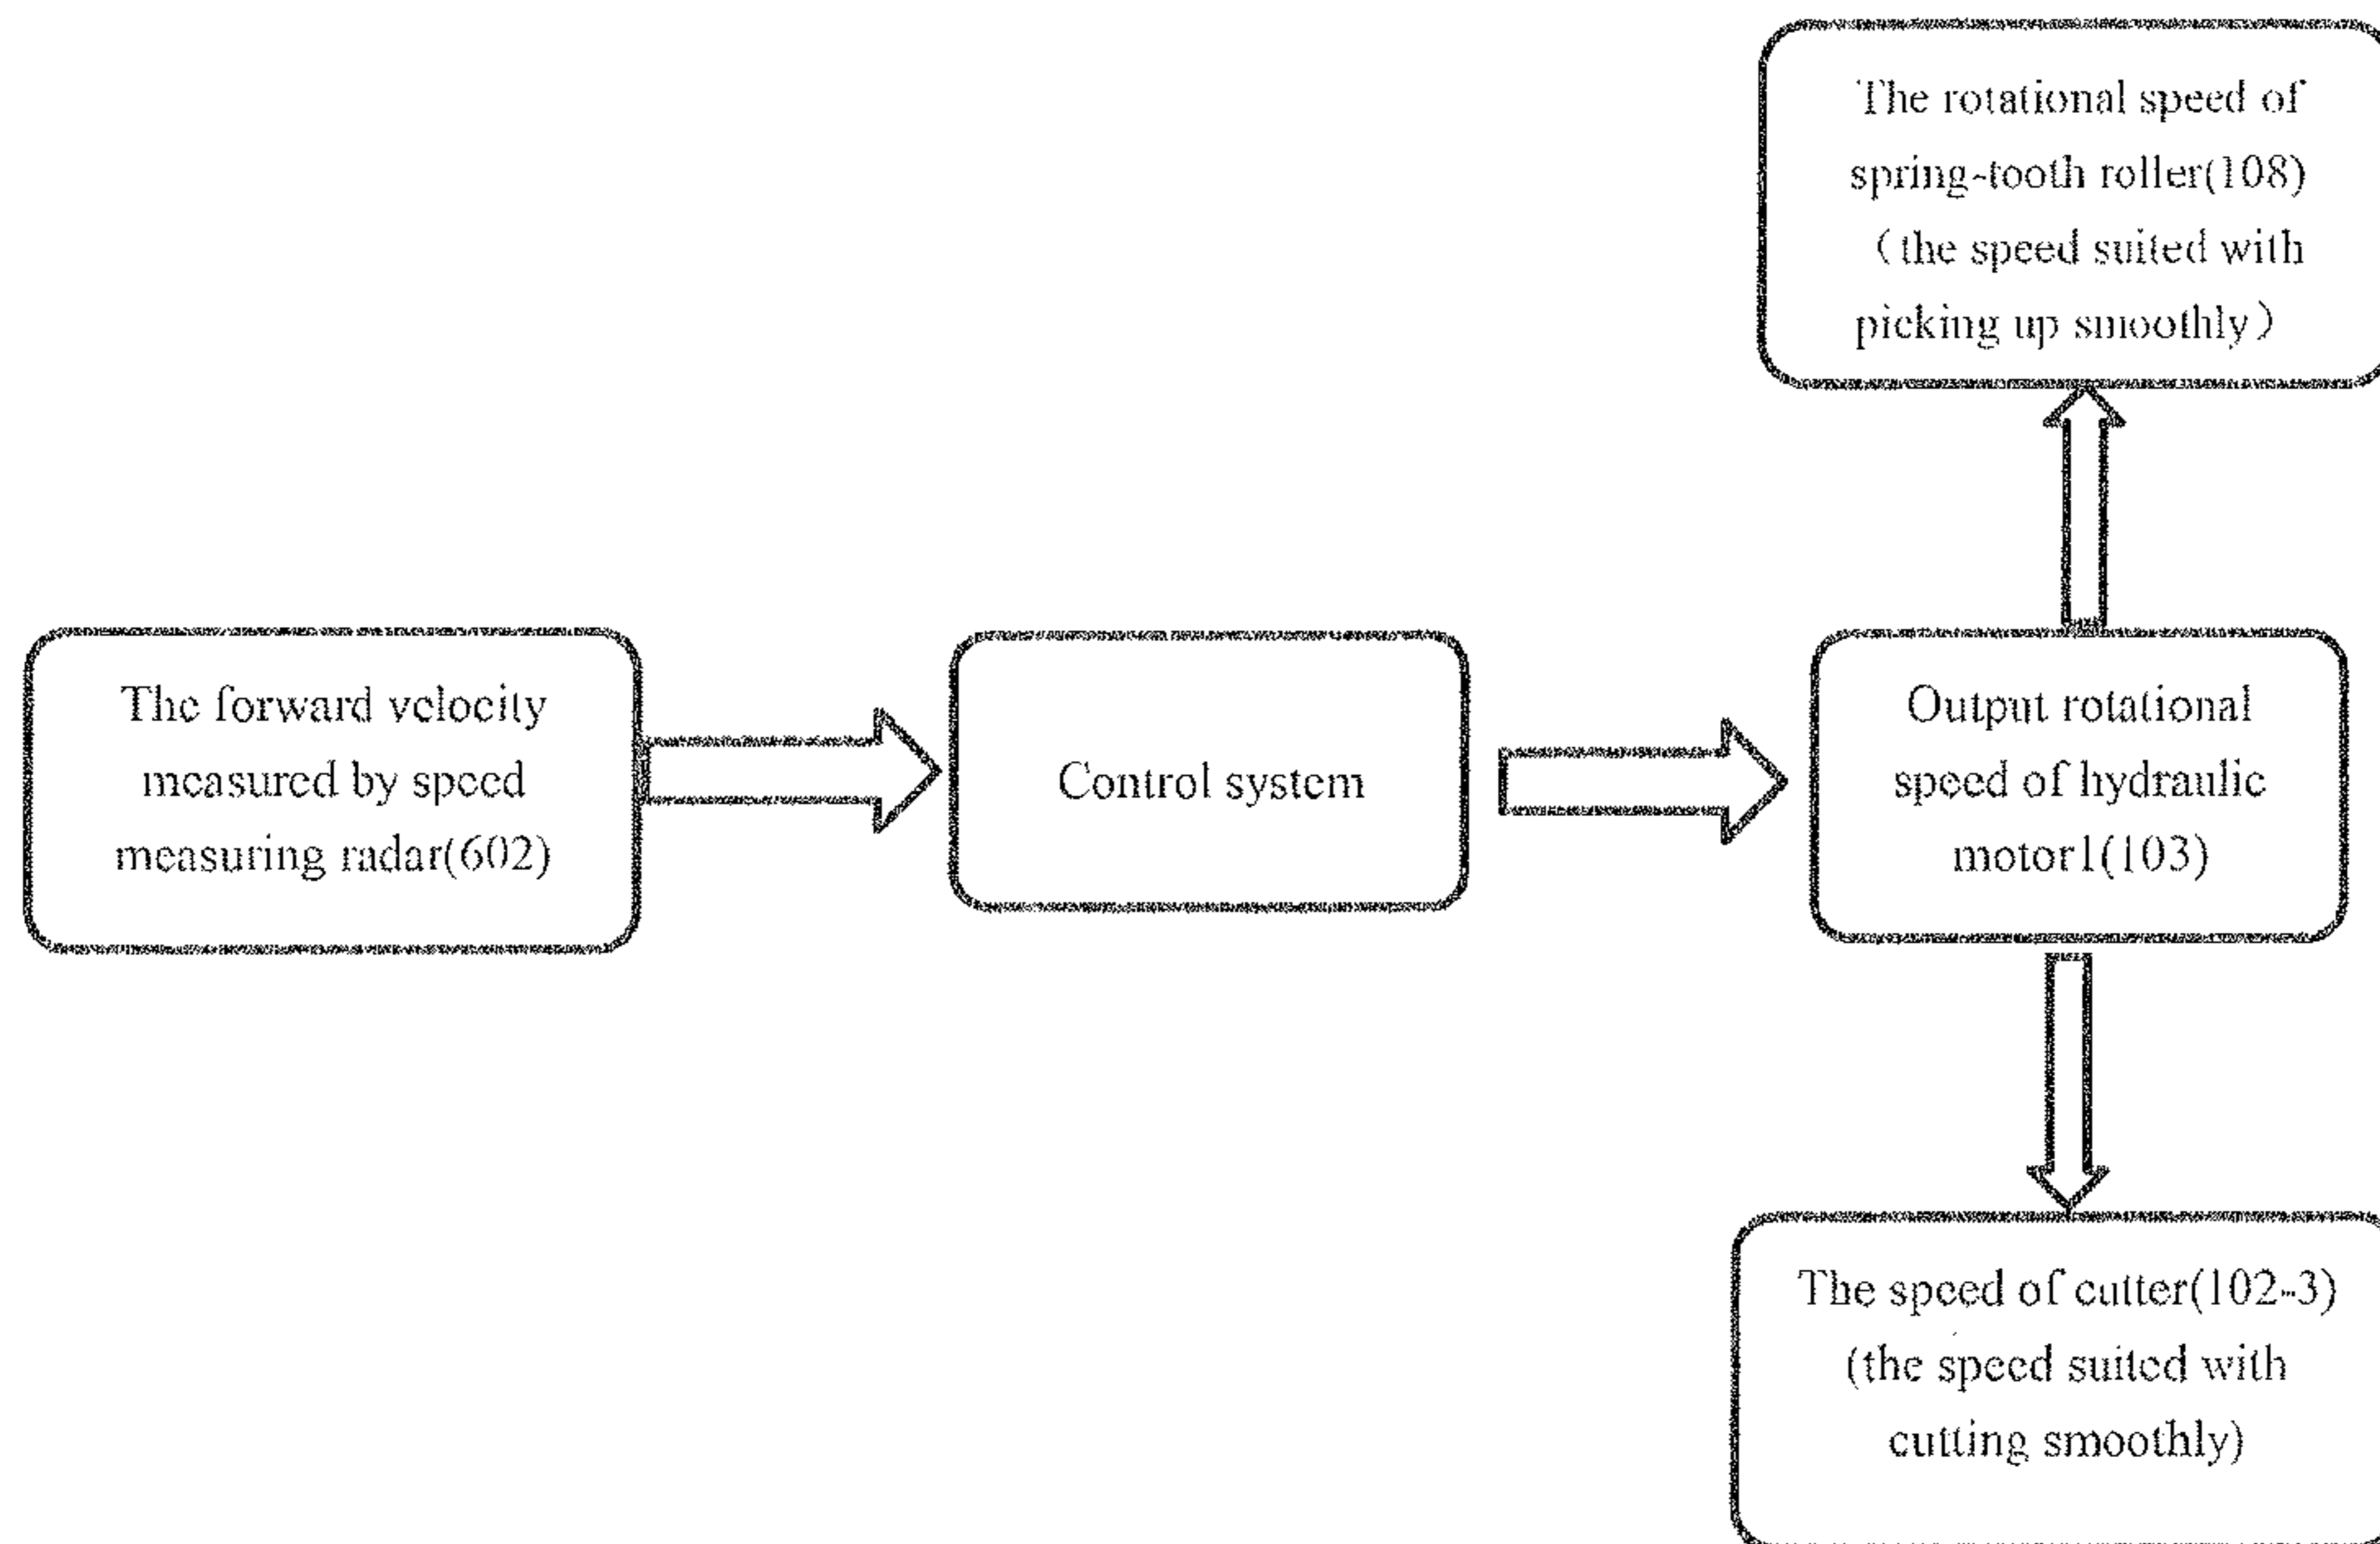 The rotational speed of
spring-tooth roller(108)
（the speed suited with
picking up smoothly）
The forward velocity
measured by speed
measuring radar(602)
Control system
Output rotational
speed of hydraulic
motor1(103)
The speed of cutter(102-3)
(the speed suited with
cutting smoothly)